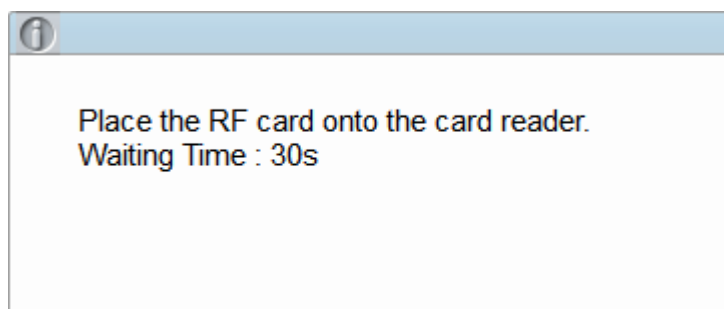 Place the RF card onto the card reader.
Waiting Time : 30s